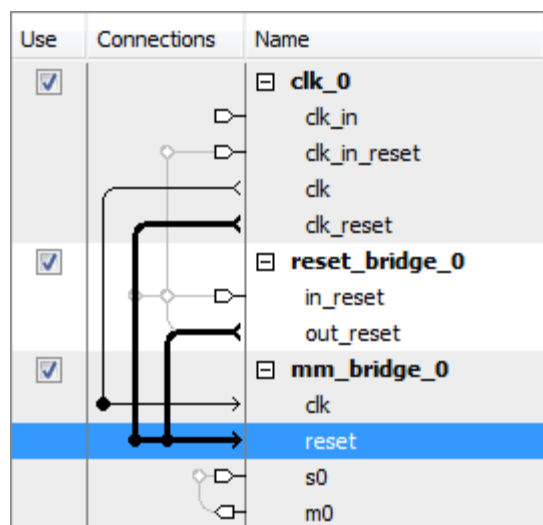 Use Connections Name
clk_0
clk_in
clk_in_reset
clk
clk_reset
reset_bridge_0
in_reset
out_reset
mm_bridge_0
clk
reset
s0
m0